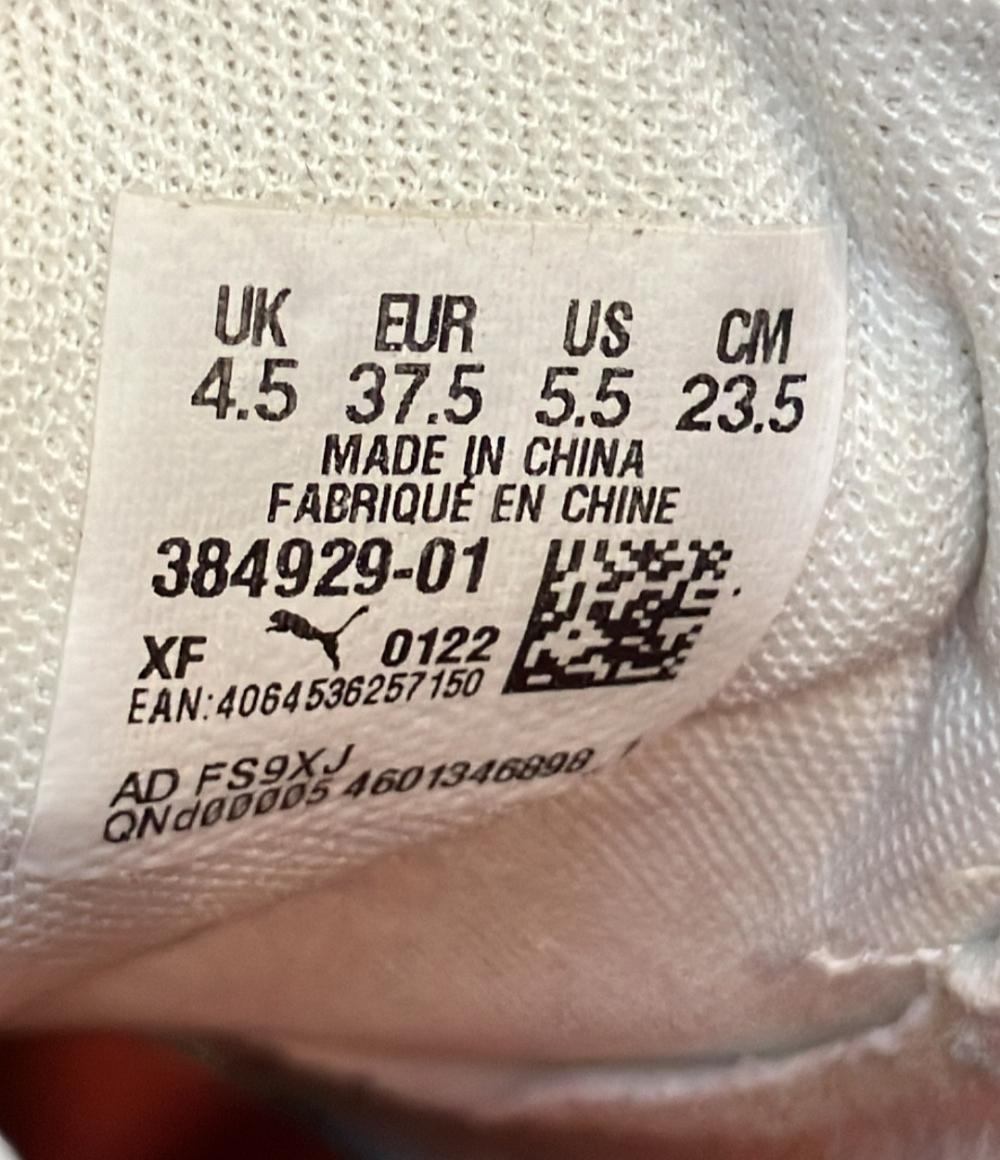 UK EUR US CM
4.5 37.5 5.5 23.5
MADE IN CHINA
FABRIQUÉ EN CHINE
384929-01
XF 0122
EAN:4064536257150
AD FS9XJ
QNd00005 4601346898